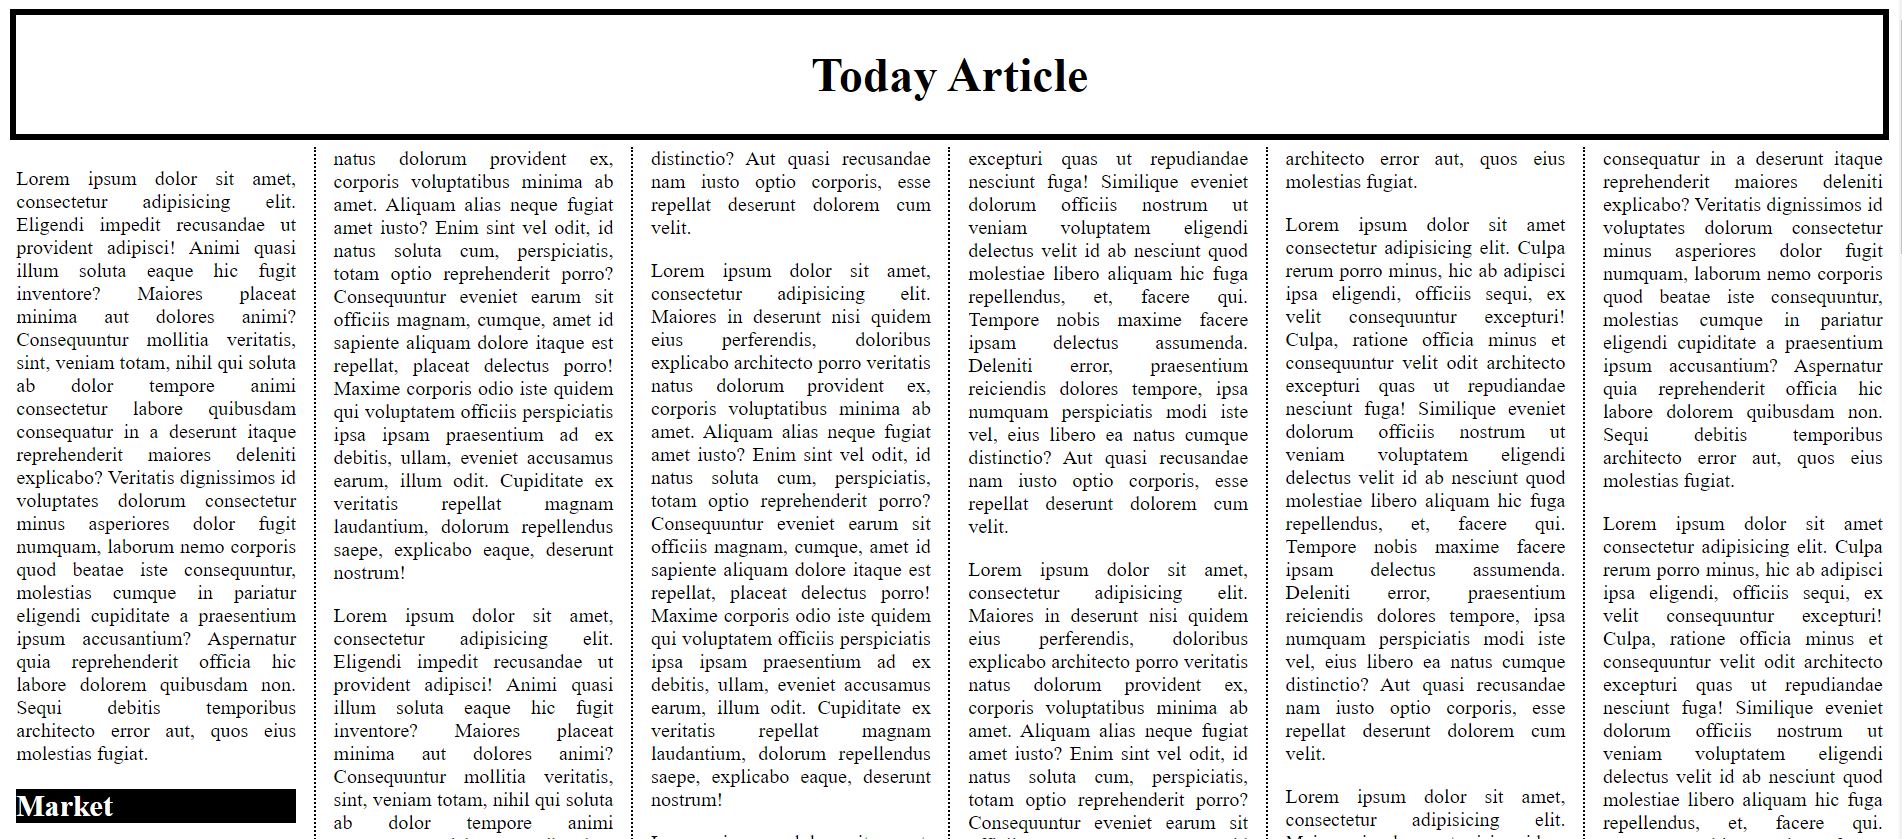 Today Article
Lorem ipsum dolor sit amet,
consectetur adipisicing elit.
Eligendi impedit recusandae ut
provident adipisci! Animi quasi
illum soluta eaque hic fugit
inventore? Maiores placeat
minima aut dolores animi?
Consequuntur mollitia veritatis,
sint, veniam totam, nihil qui soluta
ab dolor tempore animi
consectetur labore quibusdam
consequatur in a deserunt itaque
reprehenderit maiores deleniti
explicabo? Veritatis dignissimos id
voluptates dolorum consectetur
minus asperiores dolor fugit
numquam, laborum nemo corporis
quod beatae iste consequuntur,
molestias cumque in pariatur
eligendi cupiditate a praesentium
ipsum accusantium? Aspernatur
quia reprehenderit officia hic
labore dolorem quibusdam non.
Sequi debitis temporibus
architecto error aut, quos eius
molestias fugiat.
Market
natus dolorum provident ex,
corporis voluptatibus minima ab
amet. Aliquam alias neque fugiat
amet iusto? Enim sint vel odit, id
natus soluta cum, perspiciatis,
totam optio reprehenderit porro?
Consequuntur eveniet earum sit
officiis magnam, cumque, amet id
sapiente aliquam dolore itaque est
repellat, placeat delectus porro!
Maxime corporis odio iste quidem
qui voluptatem officiis perspiciatis
ipsa ipsam praesentium ad ex
debitis, ullam, eveniet accusamus
earum, illum odit. Cupiditate ex
veritatis repellat magnam
laudantium, dolorum repellendus
saepe, explicabo eaque, deserunt
nostrum!
Lorem ipsum dolor sit amet,
consectetur adipisicing elit.
Eligendi impedit recusandae ut
provident adipisci! Animi quasi
illum soluta eaque hic fugit
inventore? Maiores placeat
minima aut dolores animi?
Consequuntur mollitia veritatis,
sint, veniam totam, nihil qui soluta
ab dolor tempore animi
distinctio? Aut quasi recusandae
nam iusto optio corporis, esse
repellat deserunt dolorem cum
velit.
Lorem ipsum dolor sit amet,
consectetur adipisicing elit.
Maiores in deserunt nisi quidem
eius perferendis, doloribus
explicabo architecto porro veritatis
natus dolorum provident ex,
corporis voluptatibus minima ab
amet. Aliquam alias neque fugiat
amet iusto? Enim sint vel odit, id
natus soluta cum, perspiciatis,
totam optio reprehenderit porro?
Consequuntur eveniet earum sit
officiis magnam, cumque, amet id
sapiente aliquam dolore itaque est
repellat, placeat delectus porro!
Maxime corporis odio iste quidem
qui voluptatem officiis perspiciatis
ipsa ipsam praesentium ad ex
debitis, ullam, eveniet accusamus
earum, illum odit. Cupiditate ex
veritatis repellat magnam
laudantium, dolorum repellendus
saepe, explicabo eaque, deserunt
nostrum!
excepturi quas ut repudiandae
nesciunt fuga! Similique eveniet
dolorum officiis nostrum ut
veniam voluptatem eligendi
delectus velit id ab nesciunt quod
molestiae libero aliquam hic fuga
repellendus, et, facere qui.
Tempore nobis maxime facere
ipsam delectus assumenda.
Deleniti error, praesentium
reiciendis dolores tempore, ipsa
numquam perspiciatis modi iste
vel, eius libero ea natus cumque
distinctio? Aut quasi recusandae
nam iusto optio corporis, esse
repellat deserunt dolorem cum
velit.
Lorem ipsum dolor sit amet,
consectetur adipisicing elit.
Maiores in deserunt nisi quidem
eius perferendis, doloribus
explicabo architecto porro veritatis
natus dolorum provident ex,
corporis voluptatibus minima ab
amet. Aliquam alias neque fugiat
amet iusto? Enim sint vel odit, id
natus soluta cum, perspiciatis,
totam optio reprehenderit porro?
Consequuntur eveniet earum sit
architecto error aut, quos eius
molestias fugiat.
Lorem ipsum dolor sit amet
consectetur adipisicing elit. Culpa
rerum porro minus, hic ab adipisci
ipsa eligendi, officiis sequi, ex
velit consequuntur excepturi!
Culpa, ratione officia minus et
consequuntur velit odit architecto
excepturi quas ut repudiandae
nesciunt fuga! Similique eveniet
dolorum officiis nostrum ut
veniam voluptatem eligendi
delectus velit id ab nesciunt quod
molestiae libero aliquam hic fuga
repellendus, et, facere qui.
Tempore nobis maxime facere
ipsam delectus assumenda.
Deleniti error, praesentium
reiciendis dolores tempore, ipsa
numquam perspiciatis modi iste
vel, eius libero ea natus cumque
distinctio? Aut quasi recusandae
nam iusto optio corporis, esse
repellat deserunt dolorem cum
velit.
Lorem ipsum dolor sit amet,
consectetur adipisicing elit.
consequatur in a deserunt itaque
reprehenderit maiores deleniti
explicabo? Veritatis dignissimos id
voluptates dolorum consectetur
minus asperiores dolor fugit
numquam, laborum nemo corporis
quod beatae iste consequuntur,
molestias cumque in pariatur
eligendi cupiditate a praesentium
ipsum accusantium? Aspernatur
quia reprehenderit officia hic
labore dolorem quibusdam non.
Sequi debitis temporibus
architecto error aut, quos eius
molestias fugiat.
Lorem ipsum dolor sit amet
consectetur adipisicing elit. Culpa
rerum porro minus, hic ab adipisci
ipsa eligendi, officiis sequi, ex
velit consequuntur excepturi!
Culpa, ratione officia minus et
consequuntur velit odit architecto
excepturi quas ut repudiandae
nesciunt fuga! Similique eveniet
dolorum officiis nostrum ut
veniam voluptatem eligendi
delectus velit id ab nesciunt quod
molestiae libero aliquam hic fuga
repellendus, et, facere qui.